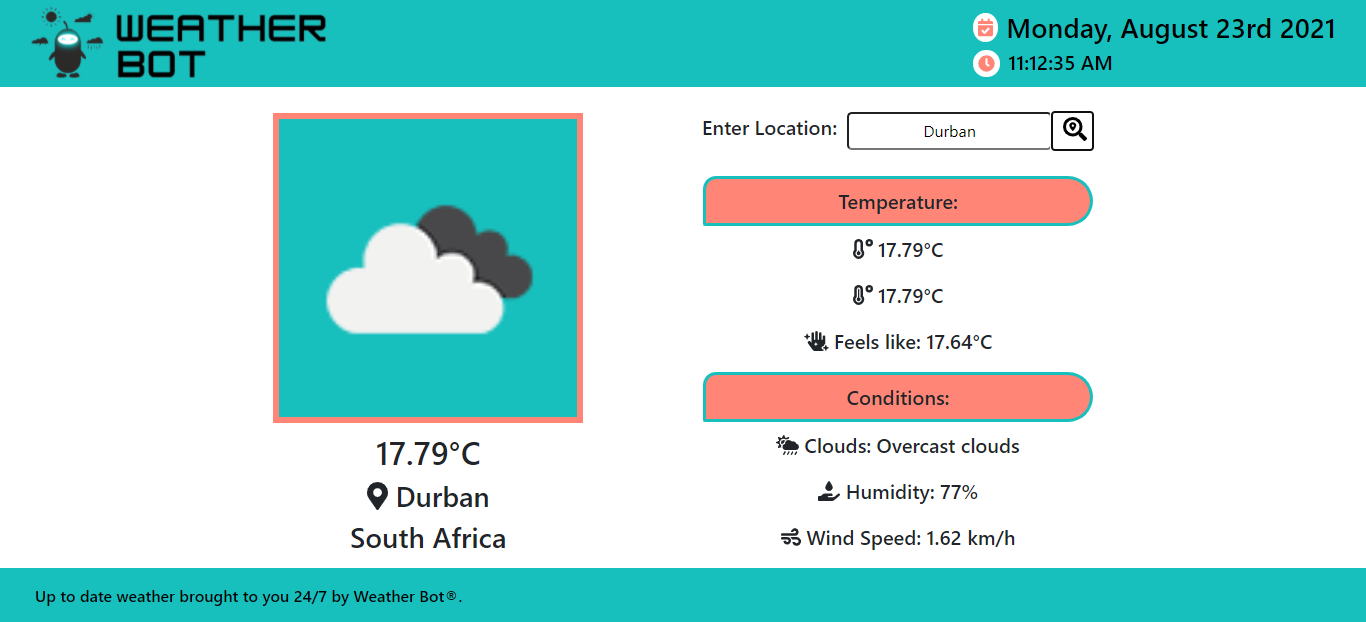 WEATHER
BOT
Monday, August 23rd 2021
11:12:35 AM
17.79°C
Durban
South Africa
Enter Location: Durban
Temperature:
17.79°C
17.79°C
Feels like: 17.64°C
Conditions:
Clouds: Overcast clouds
Humidity: 77%
Wind Speed: 1.62 km/h
Up to date weather brought to you 24/7 by Weather Bot®.